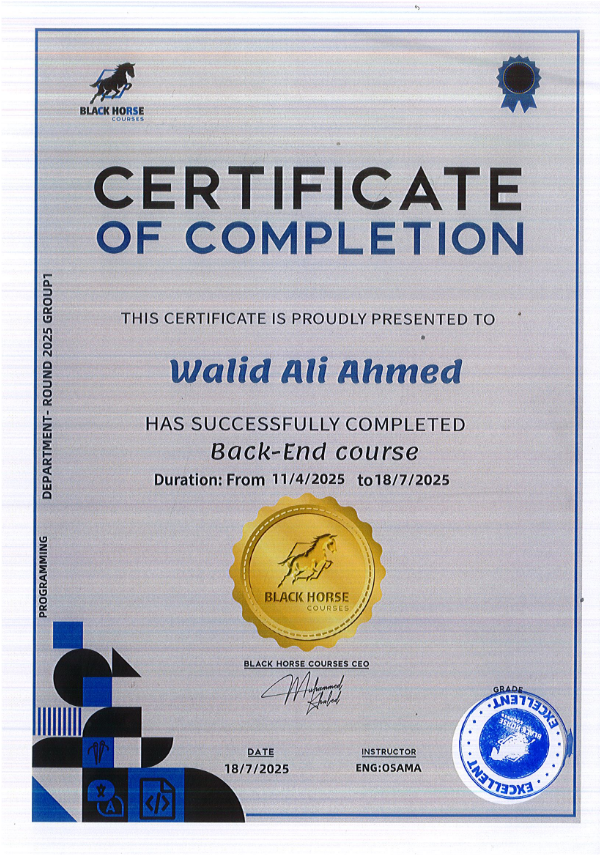 BLACK HORSE
COURSES
CERTIFICATE
OF COMPLETION
THIS CERTIFICATE IS PROUDLY PRESENTED TO
Walid Ali Ahmed
HAS SUCCESSFULLY COMPLETED
Back-End course
Duration: From 11/4/2025 to18/7/2025
PROGRAMMING DEPARTMENT- ROUND 2025 GROUP1
BLACK HORSE
COURSES
BLACK HORSE COURSES CEO
Muhammed
Khaled
GRADE
EXCELLENT
BLACK HORSE
EXCELLENT
DATE
18/7/2025
INSTRUCTOR
ENG:OSAMA
A